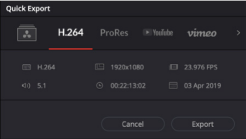 Quick Export
H.264 ProRes YouTube vimeo >
H.264 1920x1080 23.976 FPS
5.1 00:22:13:02 03 Apr 2019
Cancel Export